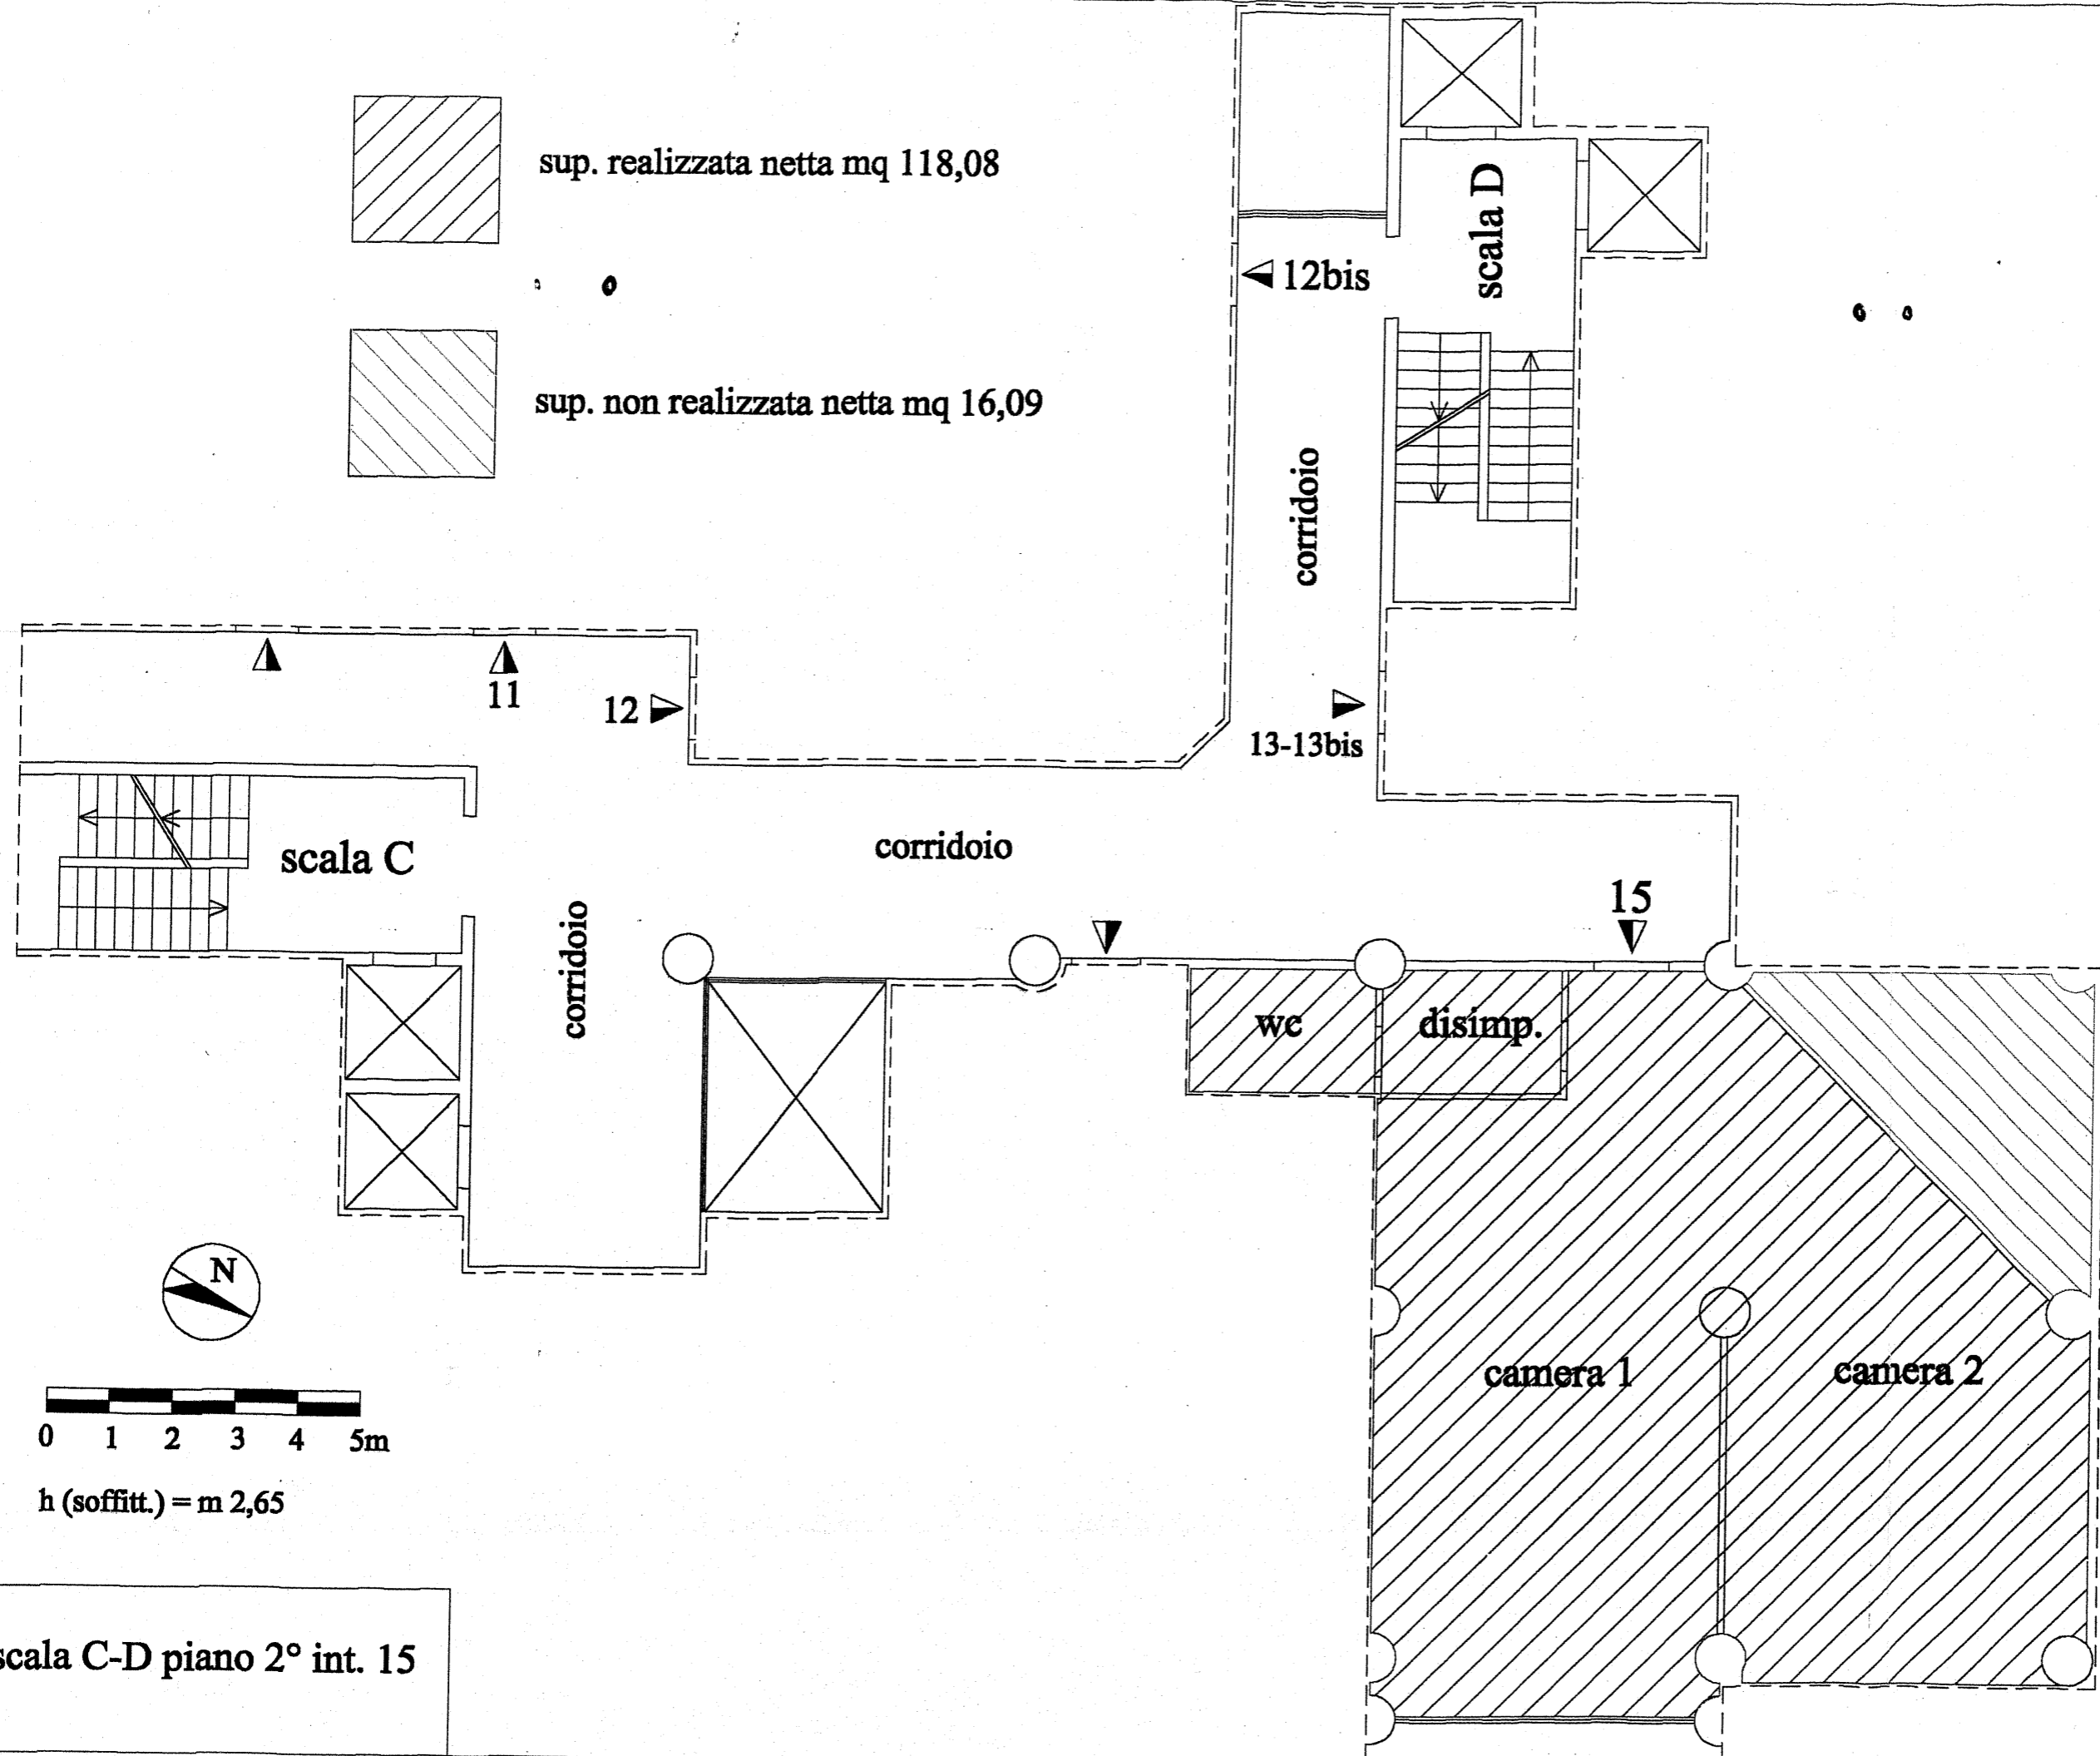 sup. realizzata netta mq 118,08
scala D
12bis
sup. non realizzata netta mq 16,09
corridoio
11
12
13-13bis
scala C
corridoio
15
corridoio
wc
disimp.
N
camera 1
camera 2
0 1 2 3 4 5m
h (soffitt.) = m 2,65
scala C-D piano 2° int. 15